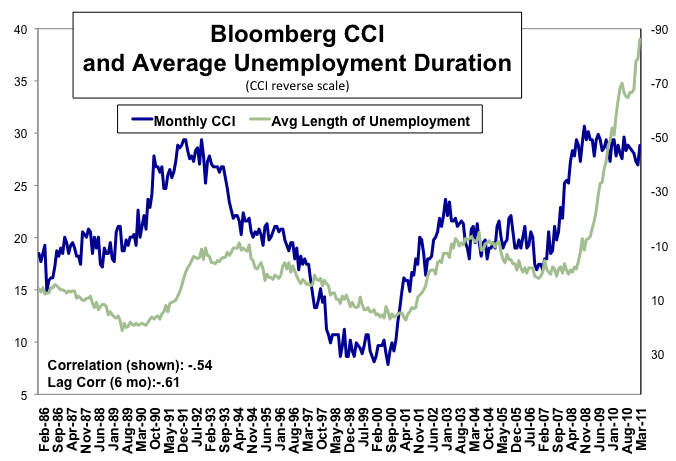 Bloomberg CCI
and Average Unemployment Duration
(CCI reverse scale)
Monthly CCI
Avg Length of Unemployment
40
35
30
25
20
15
10
5
-90
-70
-50
-30
-10
10
30
Correlation (shown): -.54
Lag Corr (6 mo):-.61
Feb-86
Sep-86
Apr-87
Nov-87
Jun-88
Jan-89
Aug-89
Mar-90
Oct-90
May-91
Dec-91
Jul-92
Feb-93
Sep-93
Apr-94
Nov-94
Jun-95
Jan-96
Aug-96
Mar-97
Oct-97
May-98
Dec-98
Jul-99
Feb-00
Sep-00
Apr-01
Nov-01
Jun-02
Jan-03
Aug-03
Mar-04
Oct-04
May-05
Dec-05
Jul-06
Feb-07
Sep-07
Apr-08
Nov-08
Jun-09
Jan-10
Aug-10
Mar-11